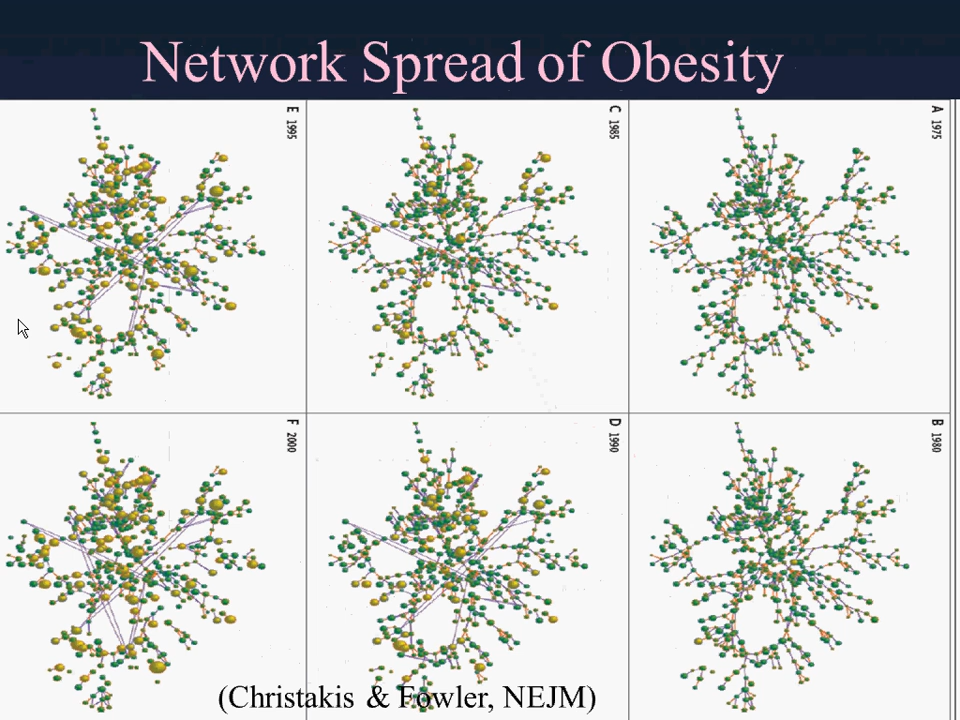 Network Spread of Obesity
E 1995
C 1985
A 1975
F 2000
D 1990
B 1980
(Christakis & Fowler, NEJM)